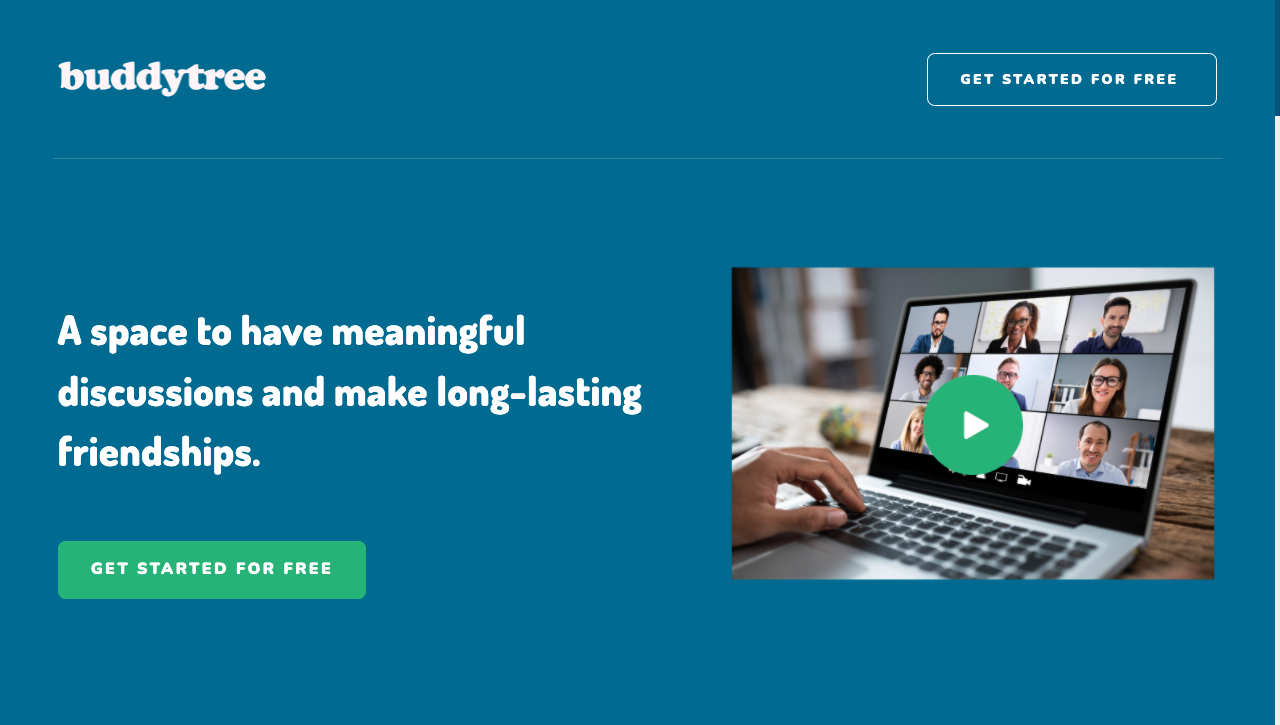 buddytree
GET STARTED FOR FREE
A space to have meaningful
discussions and make long-lasting
friendships.
GET STARTED FOR FREE